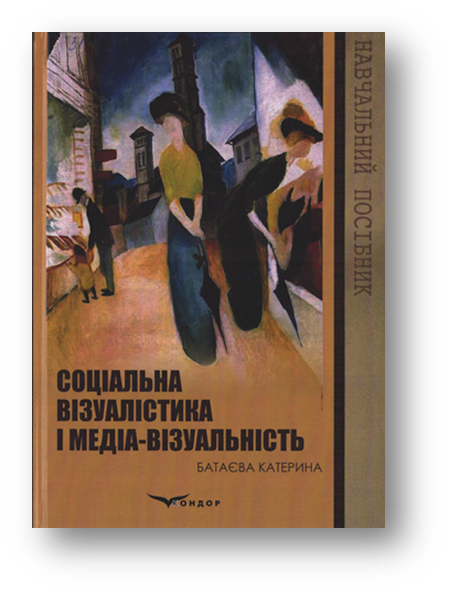 НАВЧАЛЬНИЙ ПОСІБНИК
СОЦІАЛЬНА
ВІЗУАЛІСТИКА
І МЕДІА-ВІЗУАЛЬНІСТЬ
БАТАЄВА КАТЕРИНА
КОНДОР